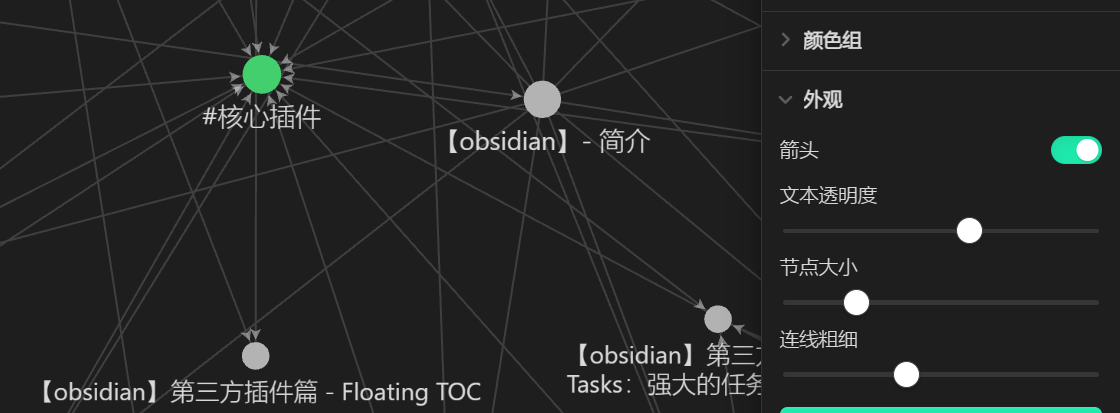 #核心插件
【obsidian】- 简介
【obsidian】第三方插件篇 - Floating TOC
【obsidian】第三
Tasks：强大的任务
颜色组
外观
箭头
文本透明度
节点大小
连线粗细